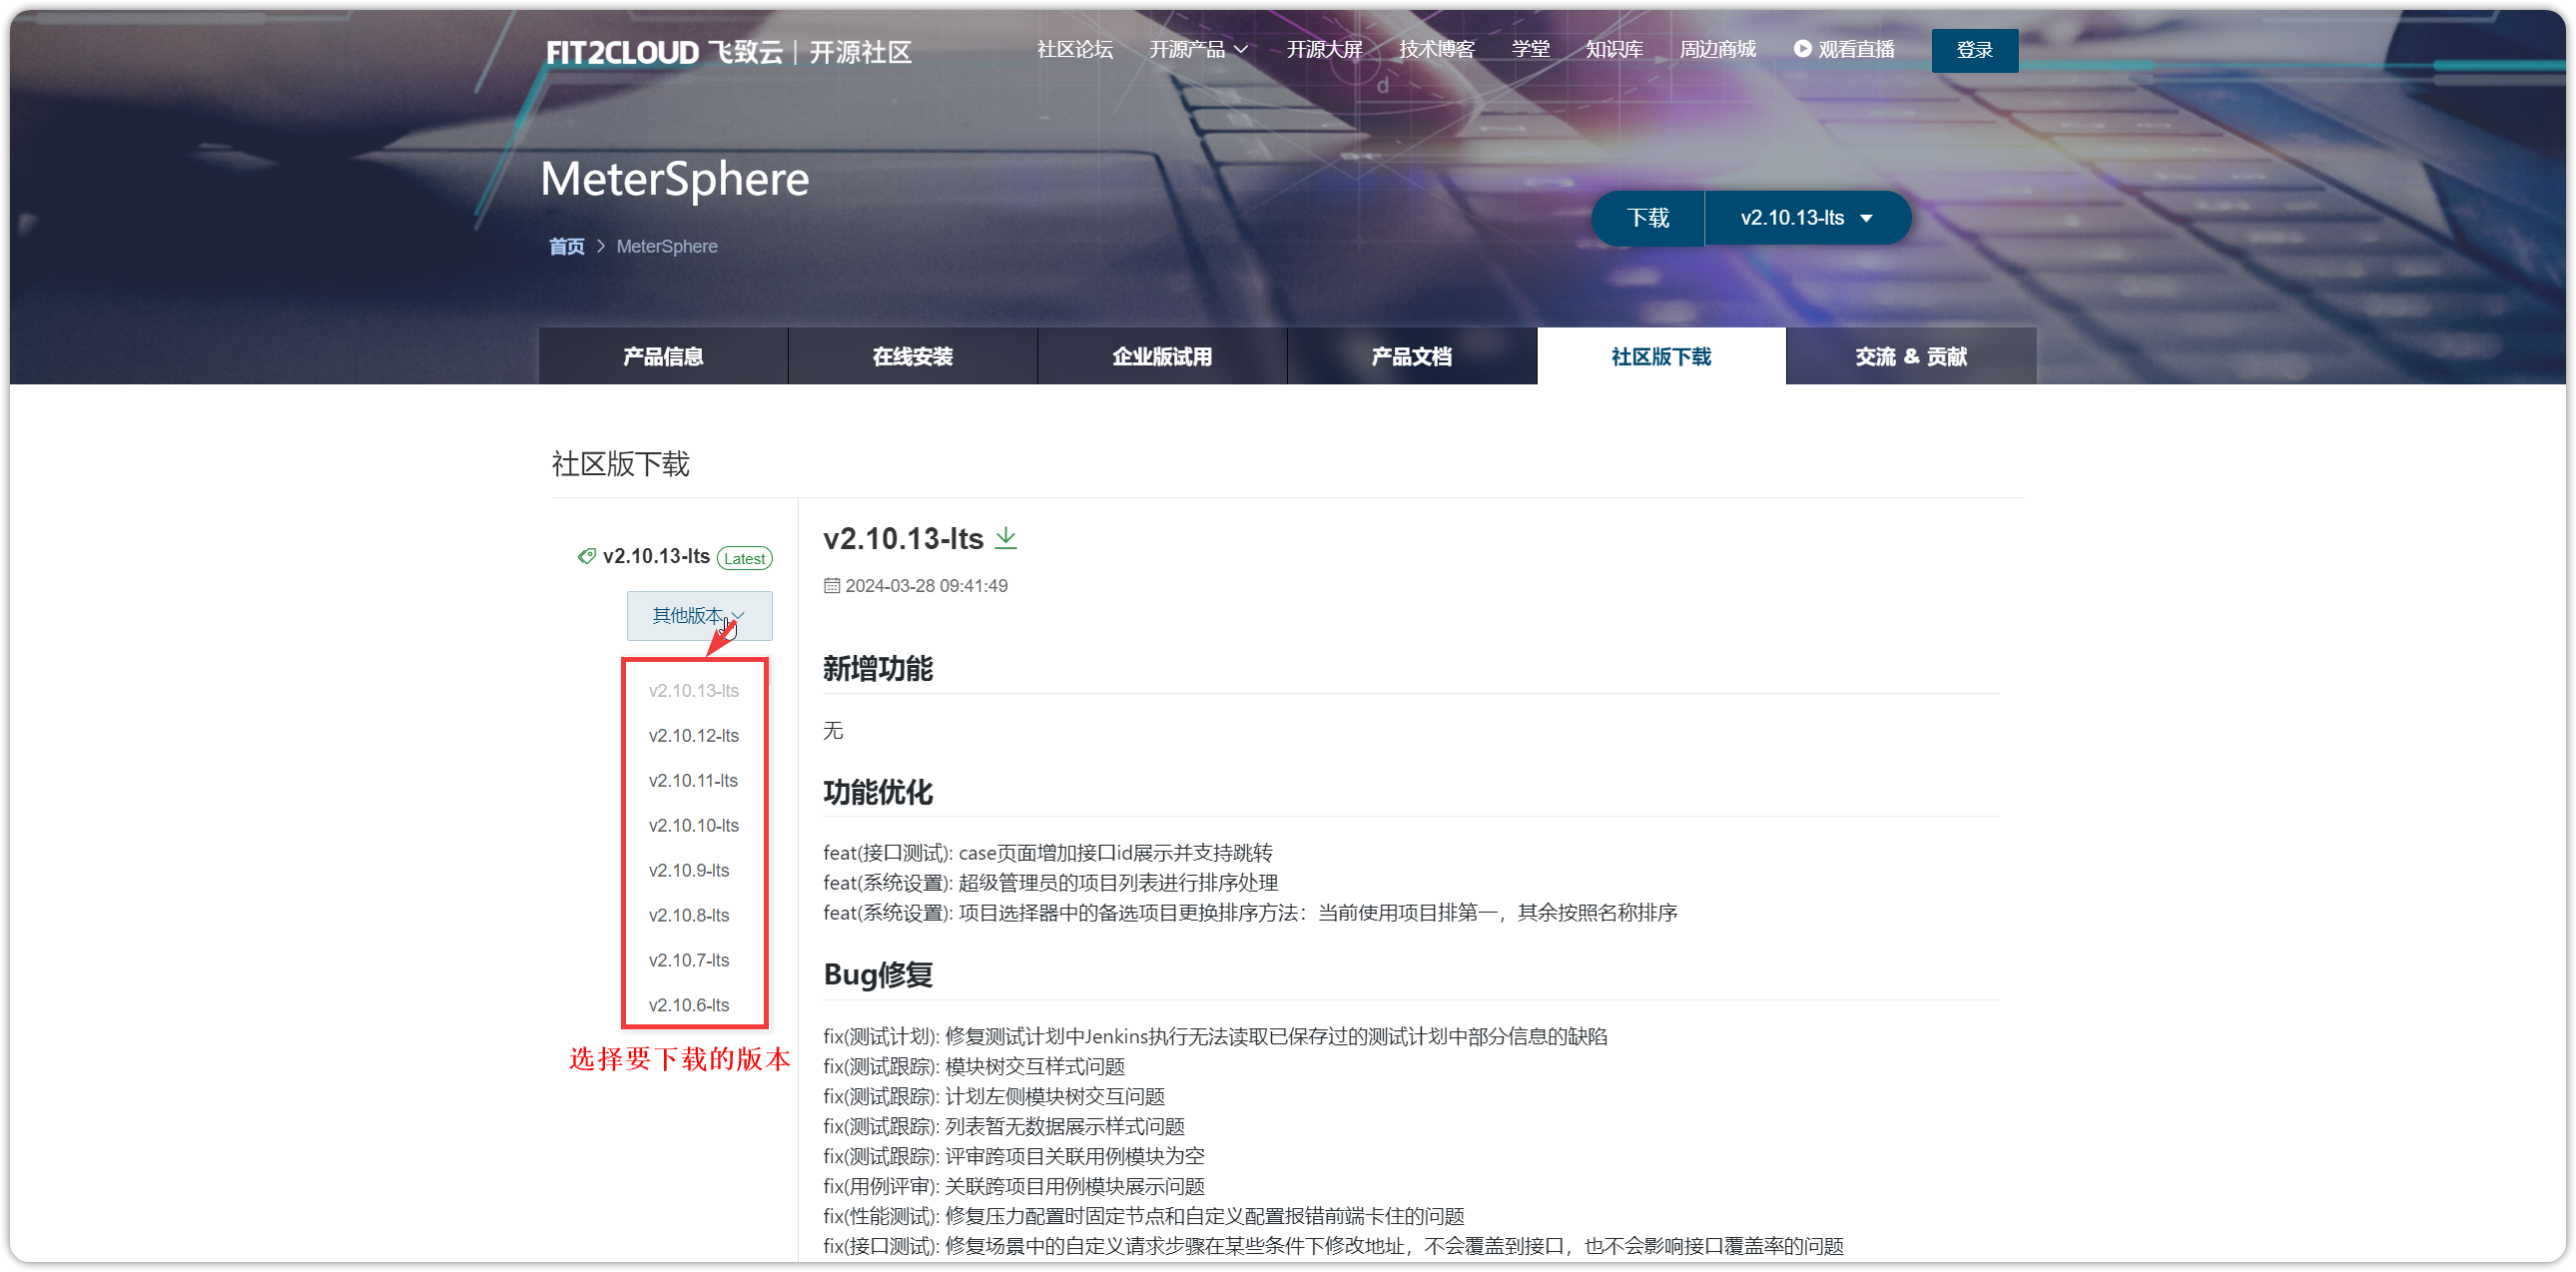 FIT2CLOUD 飞致云 | 开源社区
社区论坛 开源产品 开源大屏 技术博客 学堂 知识库 周边商城 观看直播 登录
d
MeterSphere
首页 > MeterSphere
下载 v2.10.13-lts
产品信息 在线安装 企业版试用 产品文档 社区版下载 交流 & 贡献
社区版下载
v2.10.13-lts Latest
其他版本
v2.10.13-lts
v2.10.12-lts
v2.10.11-lts
v2.10.10-lts
v2.10.9-lts
v2.10.8-lts
v2.10.7-lts
v2.10.6-lts
选择要下载的版本
v2.10.13-lts
2024-03-28 09:41:49
新增功能
无
功能优化
feat(接口测试): case页面增加接口id展示并支持跳转
feat(系统设置): 超级管理员的项目列表进行排序处理
feat(系统设置): 项目选择器中的备选项目更换排序方法：当前使用项目排第一，其余按照名称排序
Bug修复
fix(测试计划): 修复测试计划中Jenkins执行无法读取已保存过的测试计划中部分信息的缺陷
fix(测试跟踪): 模块树交互样式问题
fix(测试跟踪): 计划左侧模块树交互问题
fix(测试跟踪): 列表暂无数据展示样式问题
fix(测试跟踪): 评审跨项目关联用例模块为空
fix(用例评审): 关联跨项目用例模块展示问题
fix(性能测试): 修复压力配置时固定节点和自定义配置报错前端卡住的问题
fix(接口测试): 修复场景中的自定义请求步骤在某些条件下修改地址，不会覆盖到接口，也不会影响接口覆盖率的问题